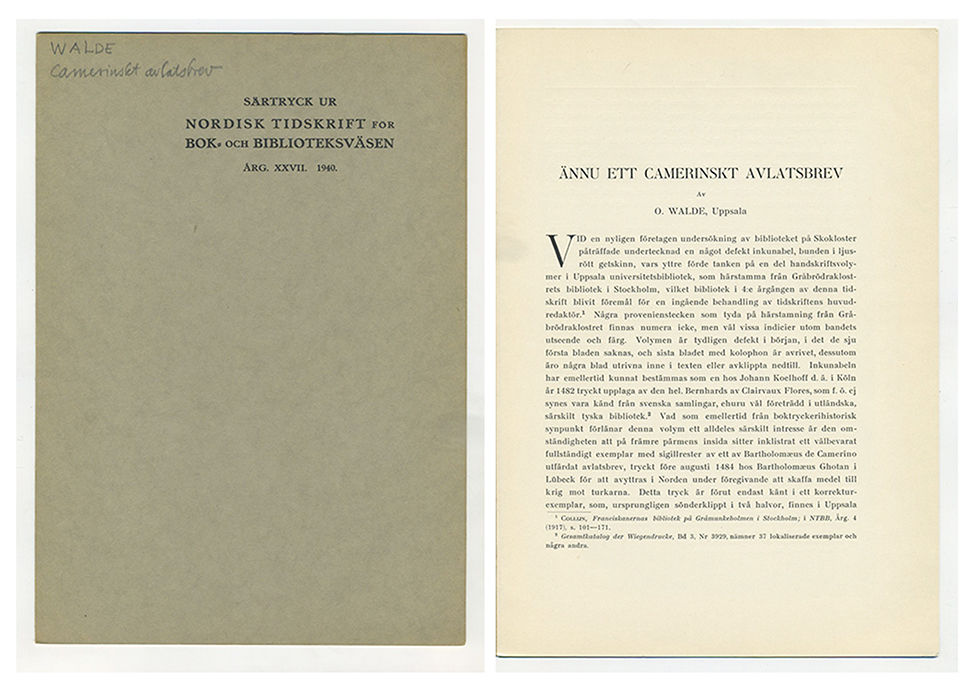 WALDE
Camerinskt avlatsbrev
SÄRTRYCK UR
NORDISK TIDSKRIFT FÖR
BOK- OCH BIBLIOTEKSVÄSEN
ÅRG. XXVII. 1940.
ÄNNU ETT CAMERINSKT AVLATSBREV
Av
O. WALDE, Uppsala
VID en nyligen företagen undersökning av biblioteket på Skokloster
påträffade undertecknad en något defekt inkunabel, bunden i ljus-
rött getskinn, vars yttre förde tanken på en del handskriftsvoly-
mer i Uppsala universitetsbibliotek, som härstamma från Gråbrödraklost-
rets bibliotek i Stockholm, vilket bibliotek i 4:e årgången av denna tid-
skrift blivit föremål för en ingående behandling av tidskriftens huvud-
redaktör.¹ Några provenienstecken som tyda på härstamning från Grå-
brödraklostret finnas numera icke, men väl vissa indicier utom bandets
utseende och färg. Volymen är tydligen defekt i början, i det de sju
första bladen saknas, och sista bladet med kolophon är avrivet, dessutom
äro några blad utrivna inne i texten eller avklippta nedtill. Inkunabeln
har emellertid kunnat bestämmas som en hos Johann Koelhoff d. ä. i Köln
år 1482 tryckt upplaga av den hel. Bernhards av Clairvaux Flores, som f. ö. ej
synes vara känd från svenska samlingar, ehuru väl företrädd i utländska,
särskilt tyska bibliotek.² Vad som emellertid från boktryckerihistorisk
synpunkt förlänar denna volym ett alldeles särskilt intresse är den om-
ständigheten att på främre pärmens insida sitter inklistrat ett välbevarat
fullständigt exemplar med sigillrester av ett av Bartholomæus de Camerino
utfärdat avlatsbrev, tryckt före augusti 1484 hos Bartholomæus Ghotan i
Lübeck för att avyttras i Norden under föregivande att skaffa medel till
krig mot turkarna. Detta tryck är förut endast känt i ett korrektur-
exemplar, som, ursprungligen sönderklippt i två halvor, finnes i Uppsala
¹ COLLIJN, Franciskanernas bibliotek på Gråmunkeholmen i Stockholm; i NTBB, Årg. 4
(1917), s. 101—171.
² Gesamtkatalog der Wiegendrucke, Bd 3, Nr 3929, nämner 37 lokaliserade exemplar och
några andra.